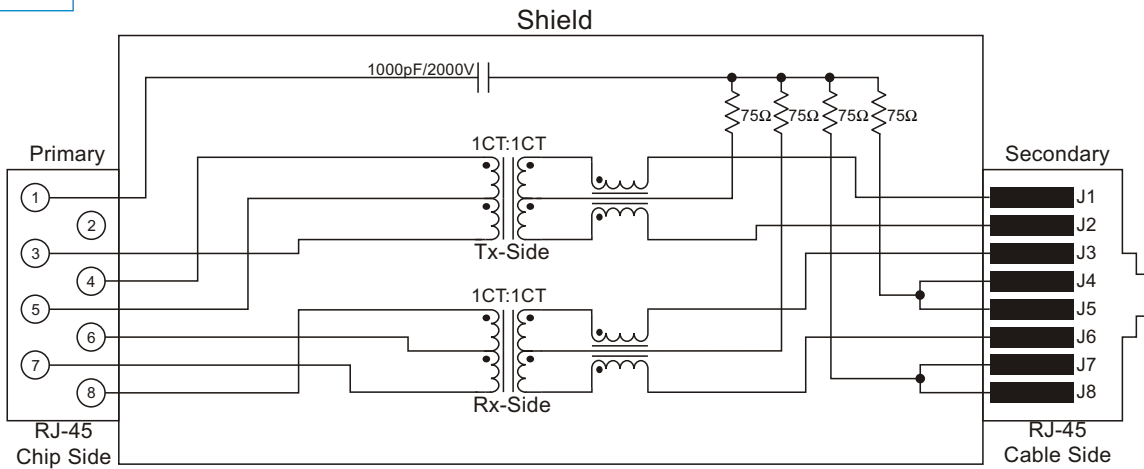 Shield
1000pF/2000V
75Ω 75Ω 75Ω 75Ω
1CT:1CT
Primary
Secondary
1
J1
2
J2
3
J3
Tx-Side
4
J4
1CT:1CT
5
J5
6
J6
7
J7
8
J8
Rx-Side
RJ-45
Chip Side
RJ-45
Cable Side